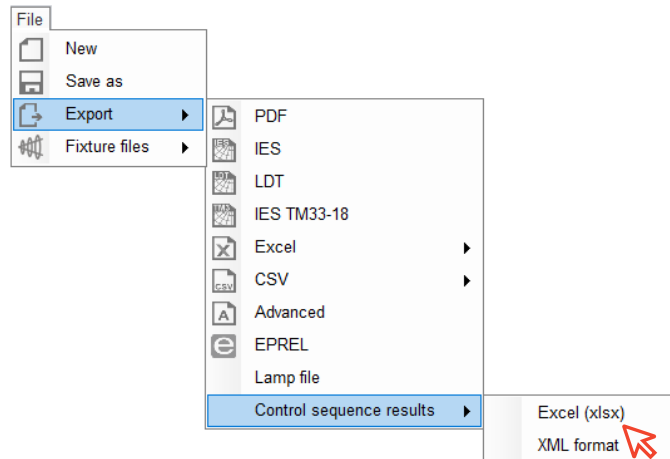 File
New
Save as
Export
Fixture files
PDF
IES
LDT
IES TM33-18
Excel
CSV
Advanced
EPREL
Lamp file
Control sequence results
Excel (xlsx)
XML format